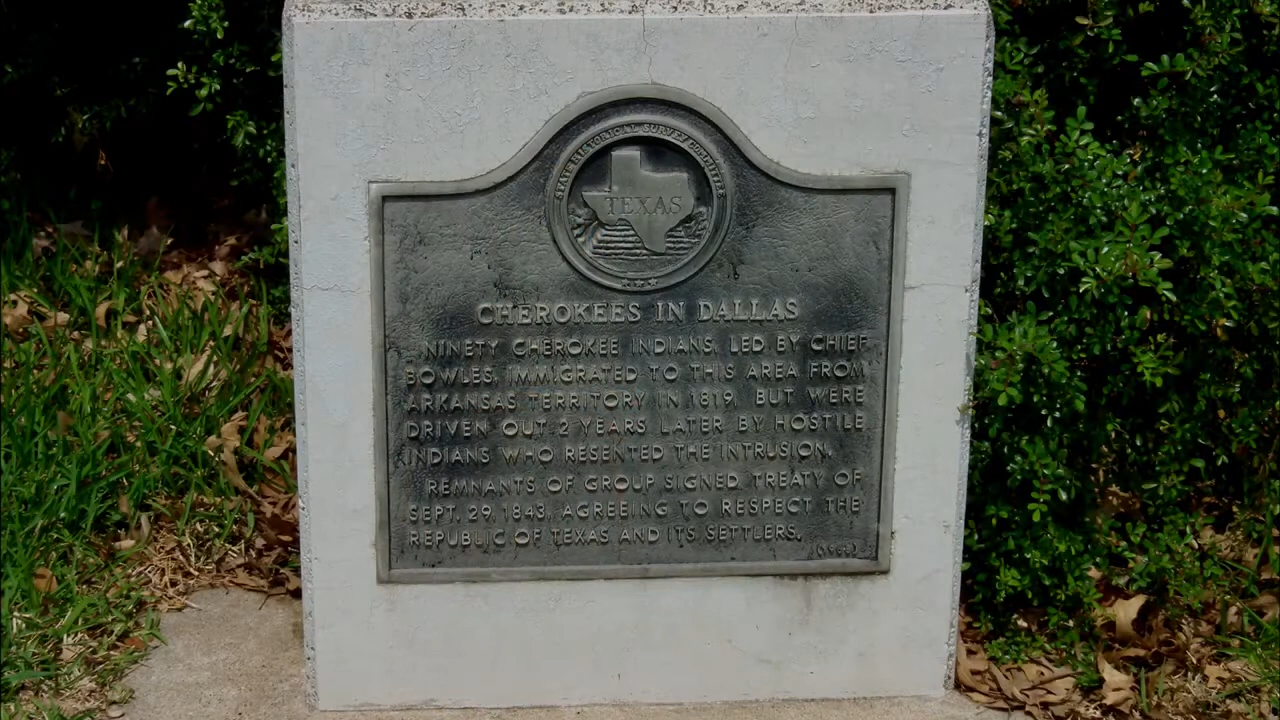 STATE HISTORICAL SURVEY COMMITTEE
TEXAS
CHEROKEES IN DALLAS
NINETY CHEROKEE INDIANS, LED BY CHIEF
BOWLES, IMMIGRATED TO THIS AREA FROM
ARKANSAS TERRITORY IN 1819, BUT WERE
DRIVEN OUT 2 YEARS LATER BY HOSTILE
INDIANS WHO RESENTED THE INTRUSION.
REMNANTS OF GROUP SIGNED TREATY OF
SEPT. 29, 1843, AGREEING TO RESPECT THE
REPUBLIC OF TEXAS AND ITS SETTLERS.